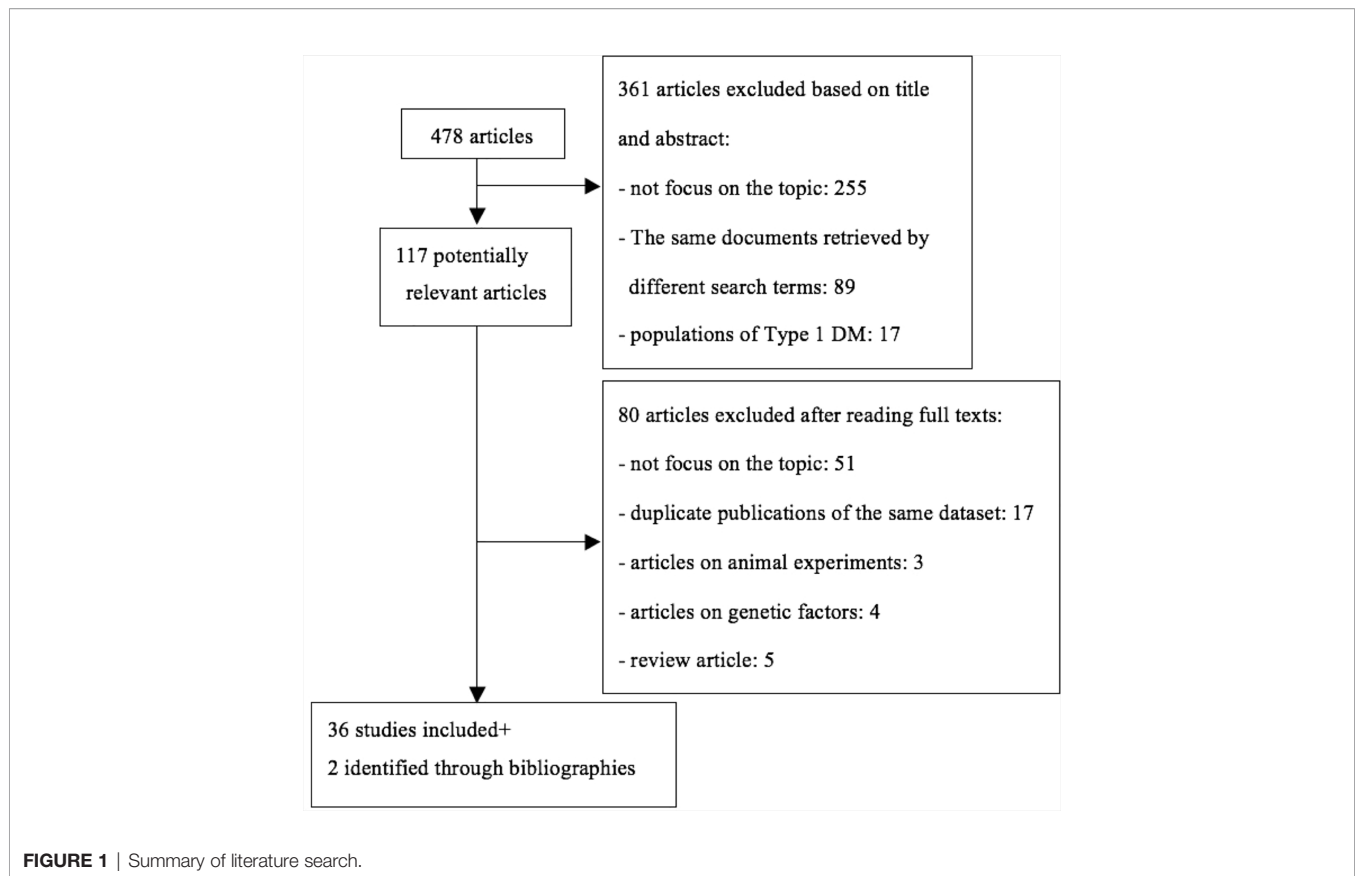 478 articles
361 articles excluded based on title
and abstract:
- not focus on the topic: 255
- The same documents retrieved by
different search terms: 89
- populations of Type 1 DM: 17
117 potentially
relevant articles
80 articles excluded after reading full texts:
- not focus on the topic: 51
- duplicate publications of the same dataset: 17
- articles on animal experiments: 3
- articles on genetic factors: 4
- review article: 5
36 studies included+
2 identified through bibliographies
FIGURE 1 | Summary of literature search.